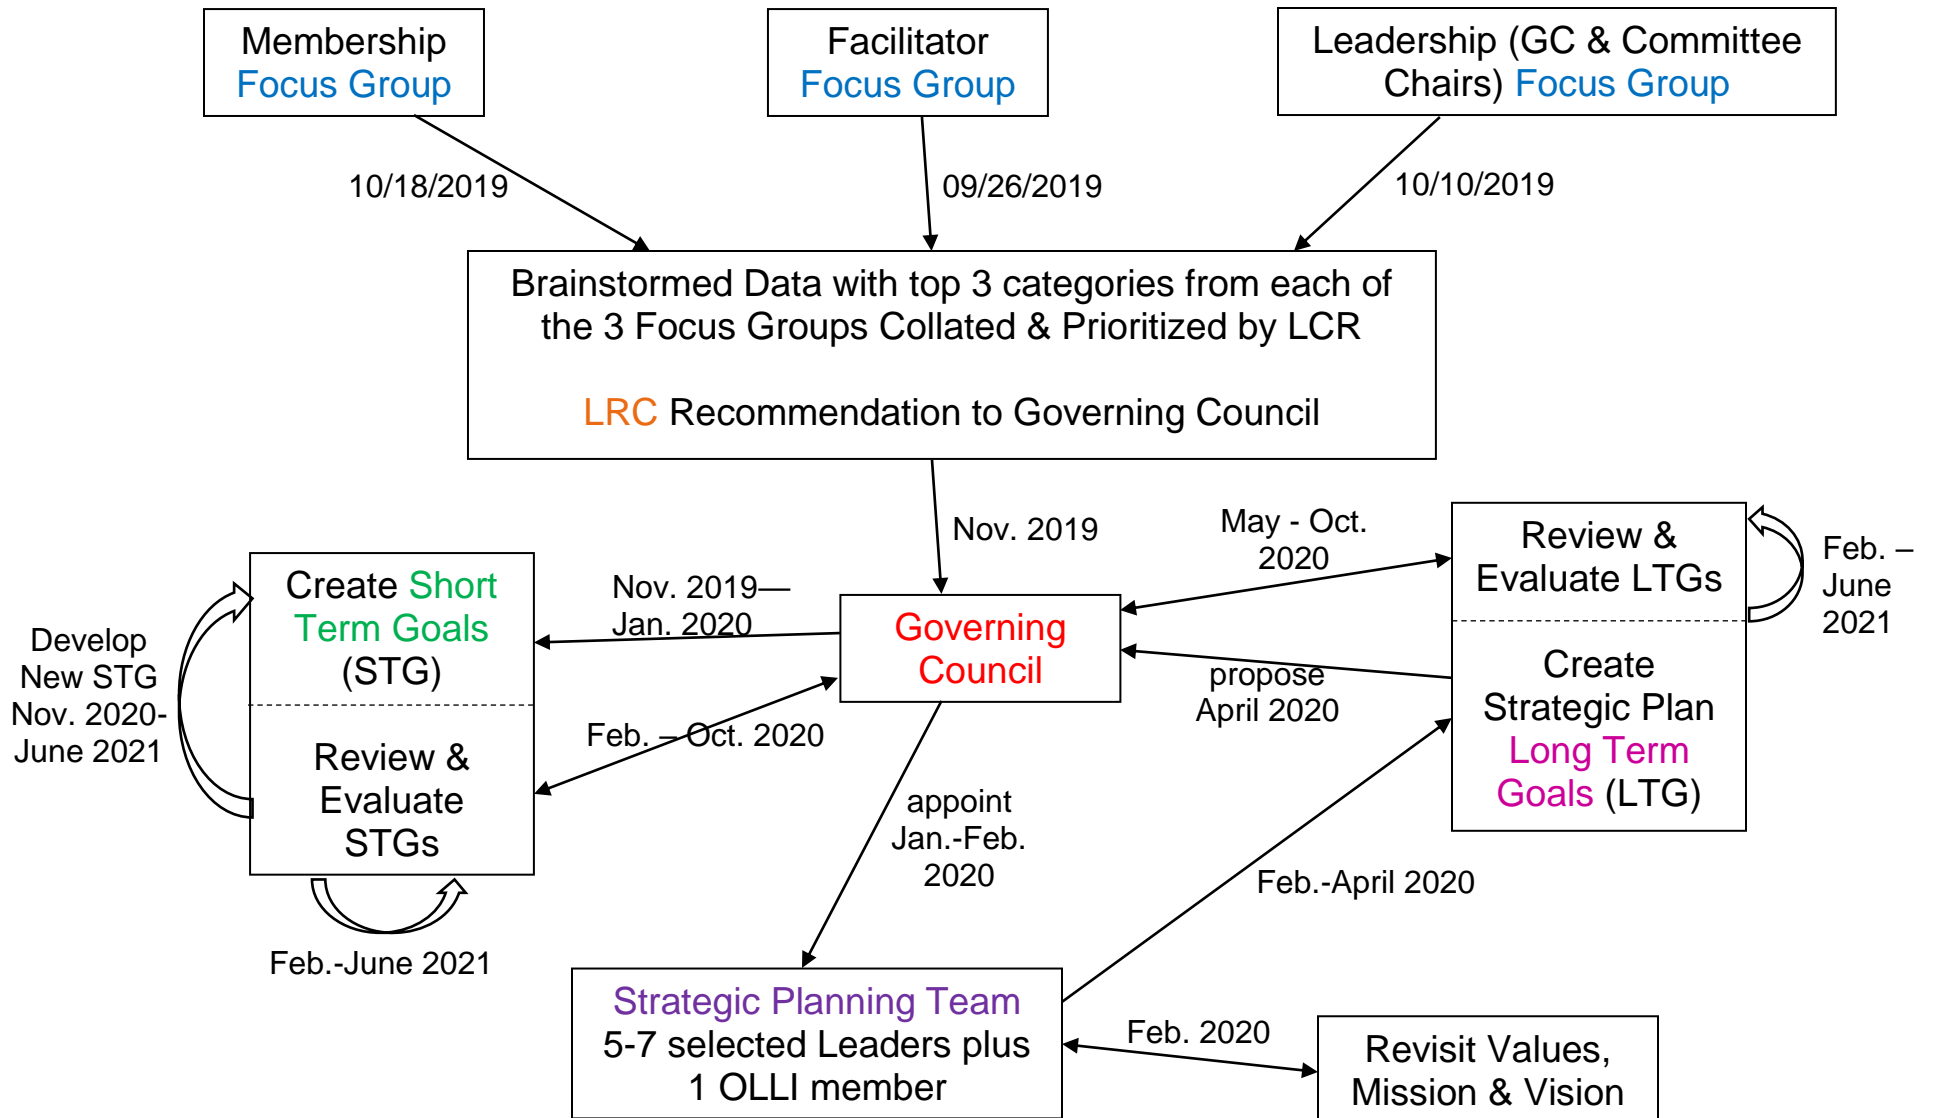 Membership
Focus Group
Facilitator
Focus Group
Leadership (GC & Committee
Chairs) Focus Group
10/18/2019
09/26/2019
10/10/2019
Brainstormed Data with top 3 categories from each of
the 3 Focus Groups Collated & Prioritized by LCR
LRC Recommendation to Governing Council
Nov. 2019
May - Oct.
2020
Review &
Evaluate LTGs
Feb. –
June
2021
Create Short
Term Goals
(STG)
Nov. 2019—
Jan. 2020
Governing
Council
Develop
New STG
Nov. 2020-
June 2021
propose
April 2020
Create
Strategic Plan
Long Term
Goals (LTG)
Review &
Evaluate
STGs
Feb. – Oct. 2020
appoint
Jan.-Feb.
2020
Feb.-April 2020
Feb.-June 2021
Strategic Planning Team
5-7 selected Leaders plus
1 OLLI member
Feb. 2020
Revisit Values,
Mission & Vision